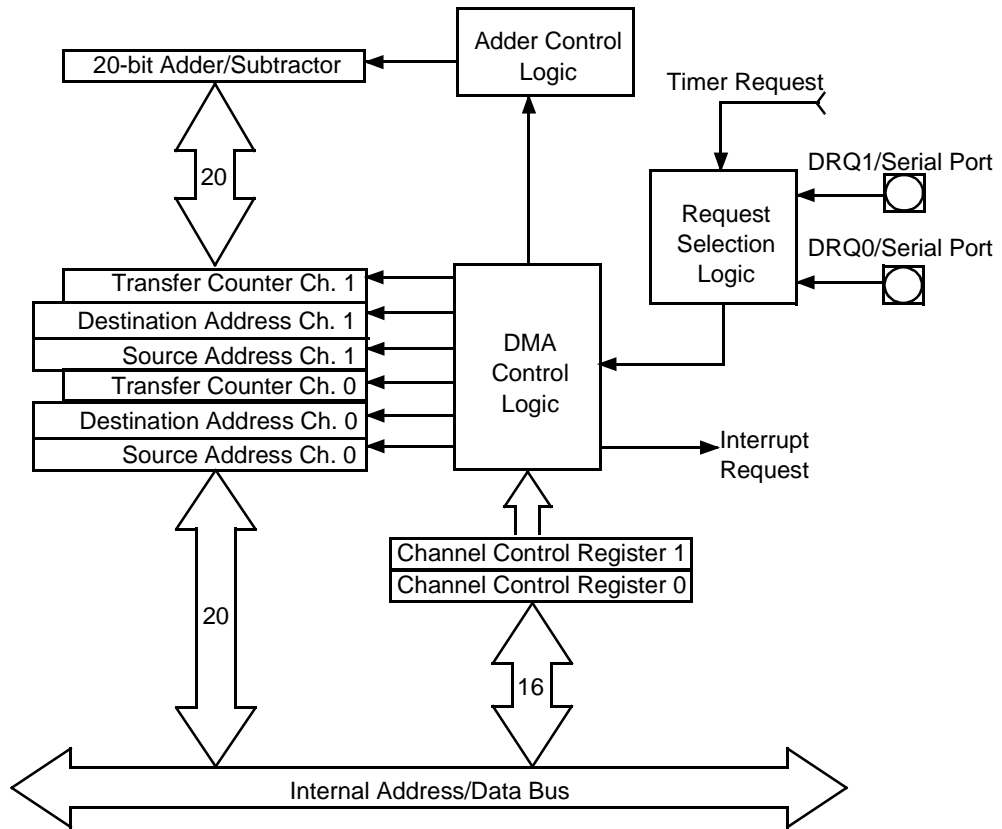 Adder Control
Logic
20-bit Adder/Subtractor
Timer Request
DRQ1/Serial Port
20
Request
Selection
Logic
DRQ0/Serial Port
Transfer Counter Ch. 1
Destination Address Ch. 1
Source Address Ch. 1
Transfer Counter Ch. 0
Destination Address Ch. 0
Source Address Ch. 0
DMA
Control
Logic
Interrupt
Request
Channel Control Register 1
Channel Control Register 0
20
16
Internal Address/Data Bus